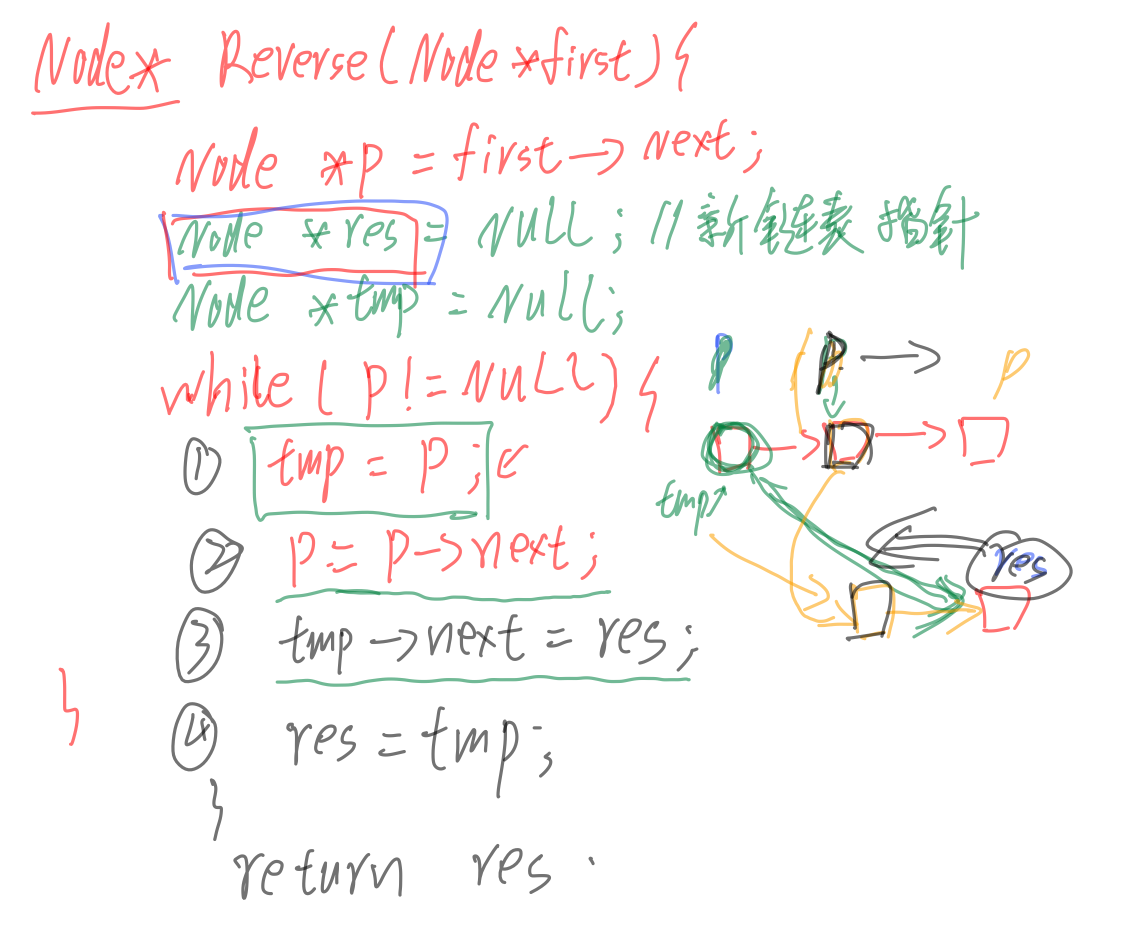 Node* Reverse(Node *first){
Node *p = first→next;
Node *res = NULL; //新链表指针
Node *tmp = NULL;
while( p!=NULL){
① tmp = p;
② p = p→next;
③ tmp→next = res;
④ res = tmp;
}
}
return res.
p p p
tmp
res